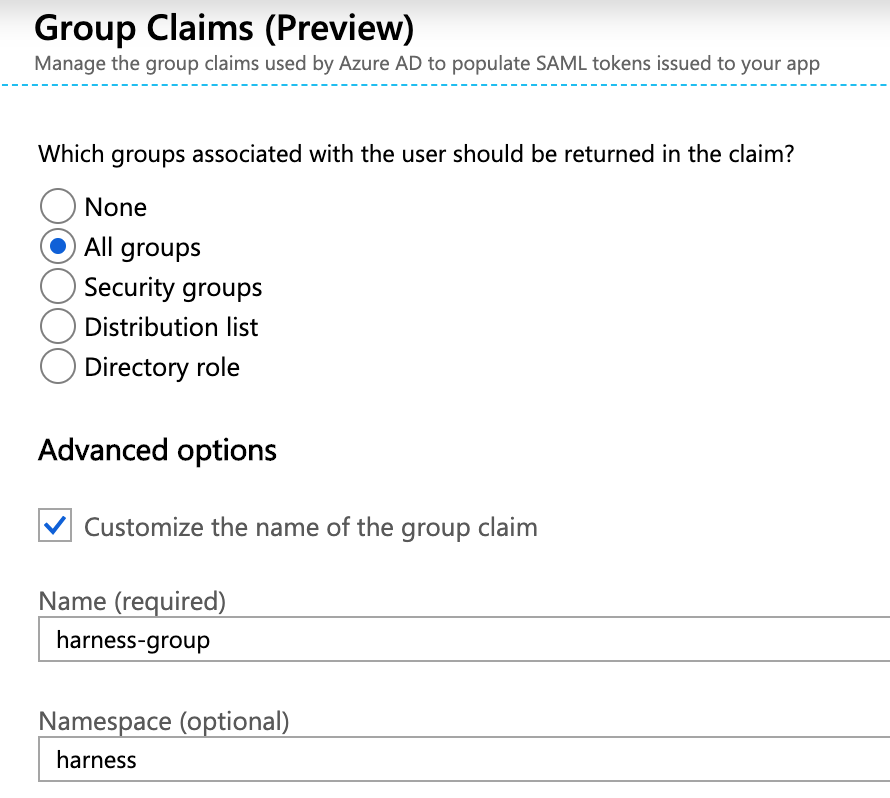 Group Claims (Preview)
Manage the group claims used by Azure AD to populate SAML tokens issued to your app
Which groups associated with the user should be returned in the claim?
None
All groups
Security groups
Distribution list
Directory role
Advanced options
Customize the name of the group claim
Name (required)
harness-group
Namespace (optional)
harness